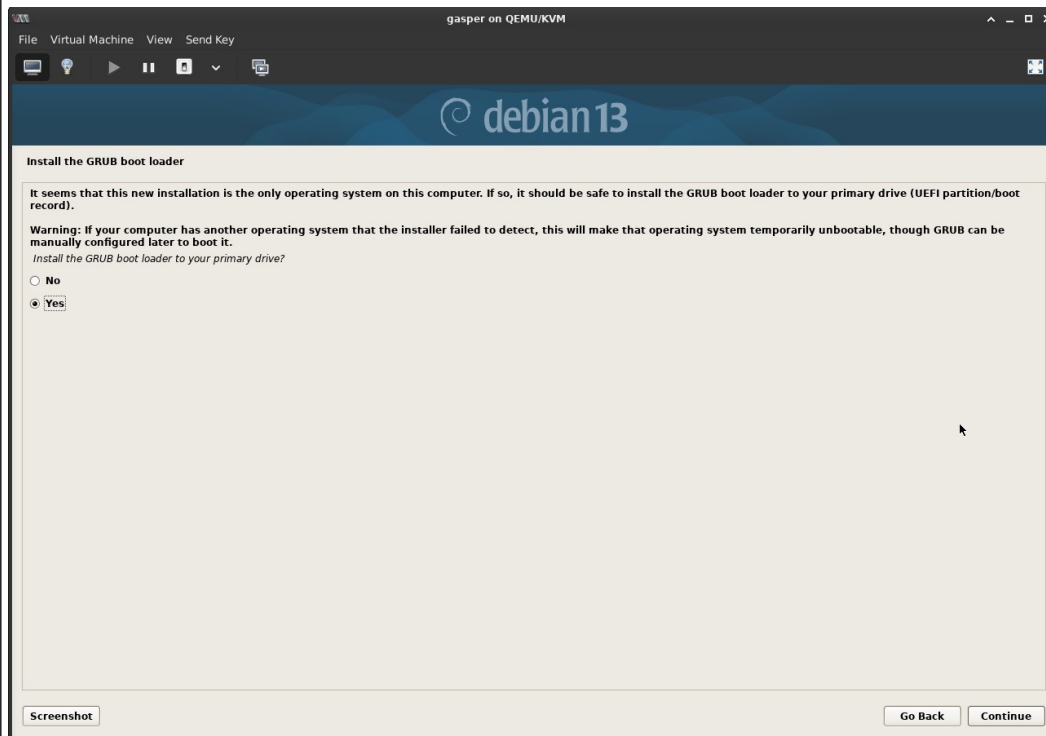 gasper on QEMU/KVM
File Virtual Machine View Send Key
debian 13
Install the GRUB boot loader
It seems that this new installation is the only operating system on this computer. If so, it should be safe to install the GRUB boot loader to your primary drive (UEFI partition/boot
record).
Warning: If your computer has another operating system that the installer failed to detect, this will make that operating system temporarily unbootable, though GRUB can be
manually configured later to boot it.
Install the GRUB boot loader to your primary drive?
No
Yes
Screenshot Go Back Continue